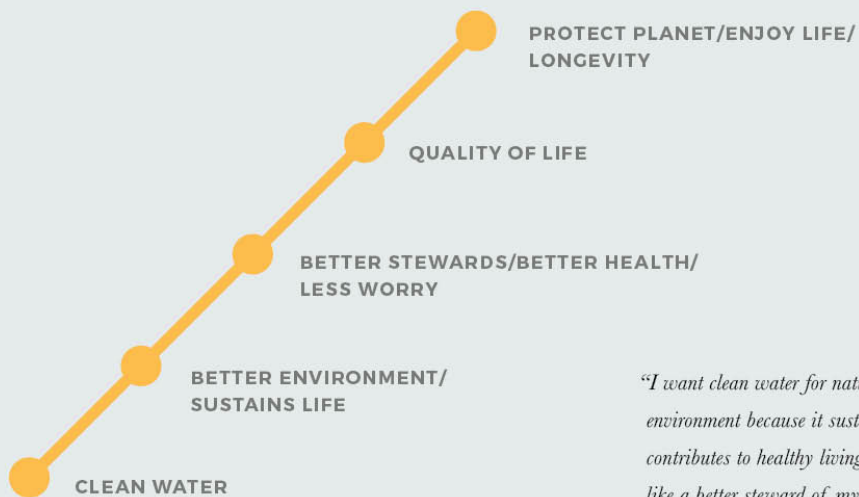 PROTECT PLANET/ENJOY LIFE/
LONGEVITY
QUALITY OF LIFE
BETTER STEWARDS/BETTER HEALTH/
LESS WORRY
BETTER ENVIRONMENT/
SUSTAINS LIFE
CLEAN WATER
“I want clean water for
environment because it
contributes to healthy living
like a better steward of my